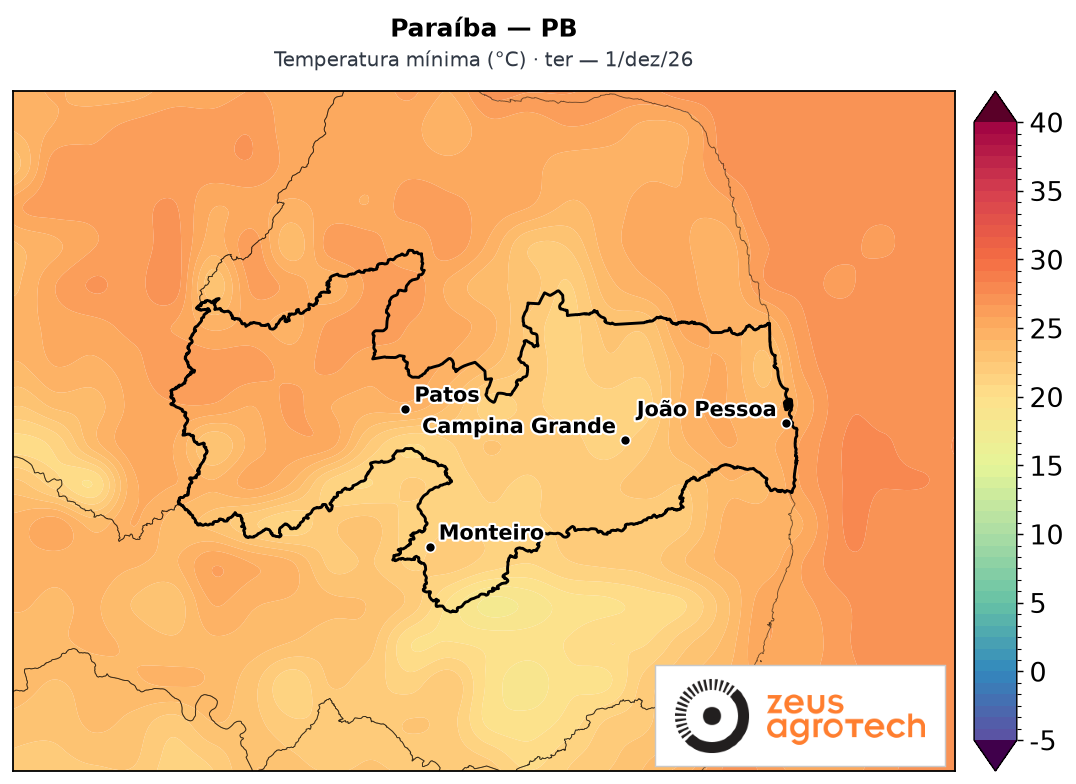 Paraíba — PB
Temperatura mínima (°C) · ter — 1/dez/26
40
35
30
25
20
15
10
5
0
-5
Patos
João Pessoa
Campina Grande
Monteiro
zeus
agrotech